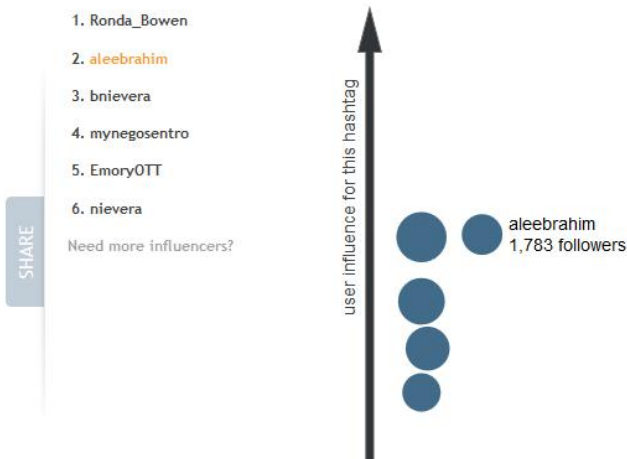 1. Ronda_Bowen
2. aleebrahim
3. bnievera
4. mynegosentro
5. EmoryOTT
6. nievera
Need more influencers?
SHARE
user influence for this hashtag
aleebrahim
1,783 followers